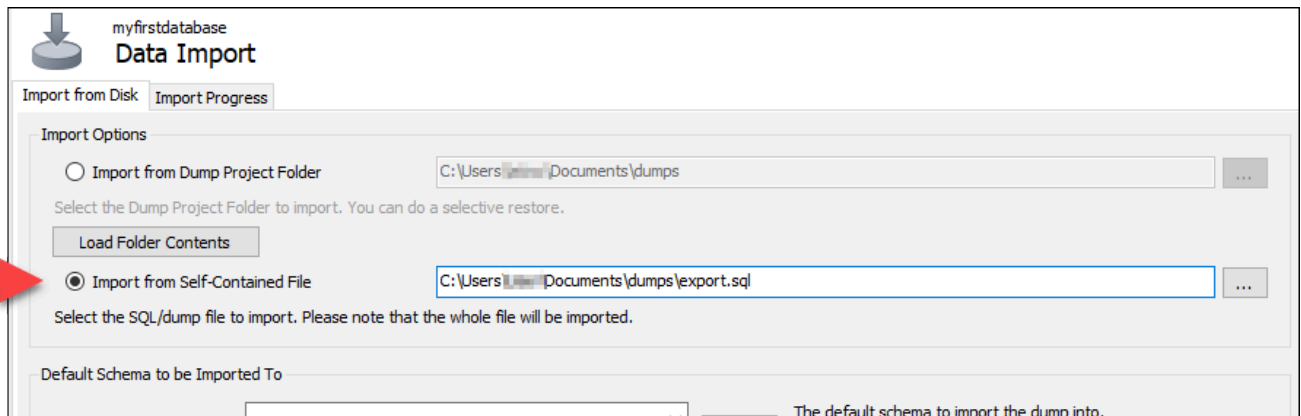 myfirstdatabase
Data Import
Import from Disk Import Progress
Import Options
Import from Dump Project Folder C:\Users Documents\dumps ...
Select the Dump Project Folder to import. You can do a selective restore.
Load Folder Contents
Import from Self-Contained File C:\Users Documents\dumps\export.sql ...
Select the SQL/dump file to import. Please note that the whole file will be imported.
Default Schema to be Imported To
The default schema to import the dump into.